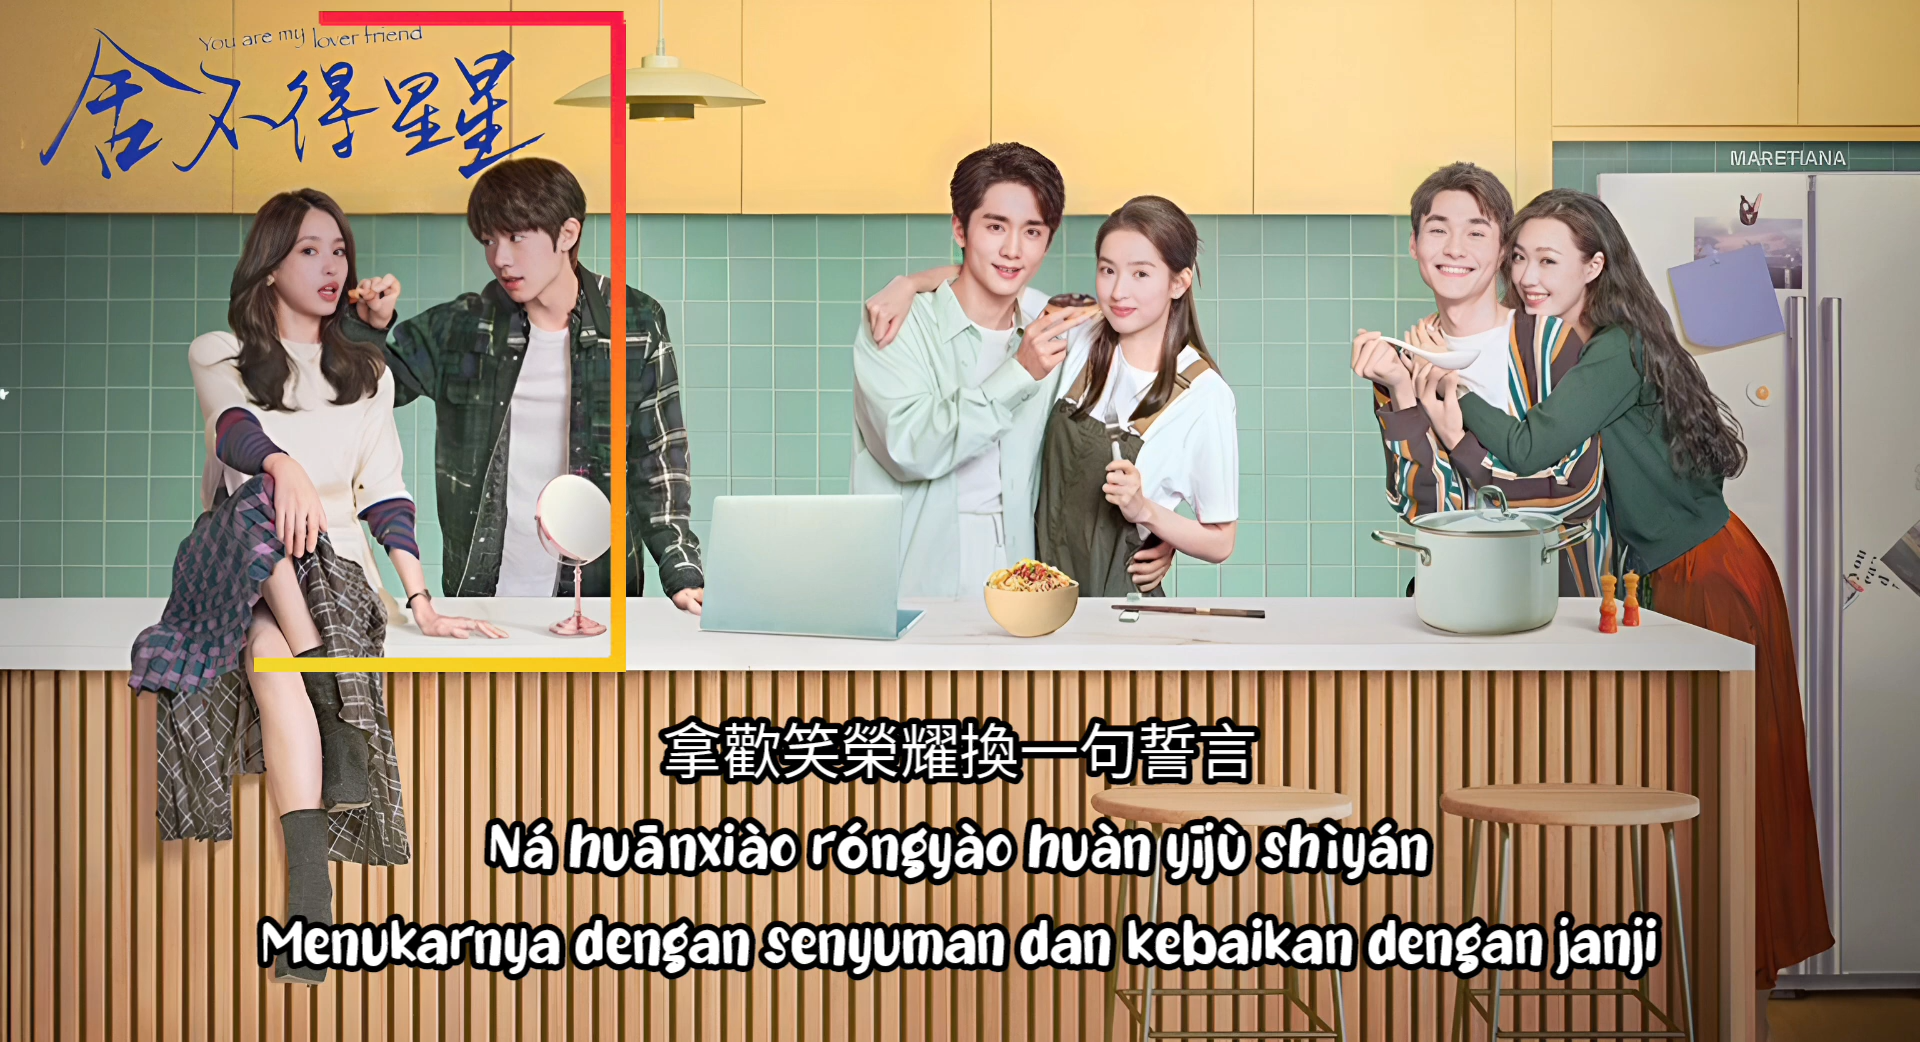 You are my lover friend
舍不得星星
MARETIANA
拿歡笑榮耀換一句誓言
Ná huānxiào róngyào huàn yījù shìyán
Menukarnya dengan senyuman dan kebaikan dengan janji